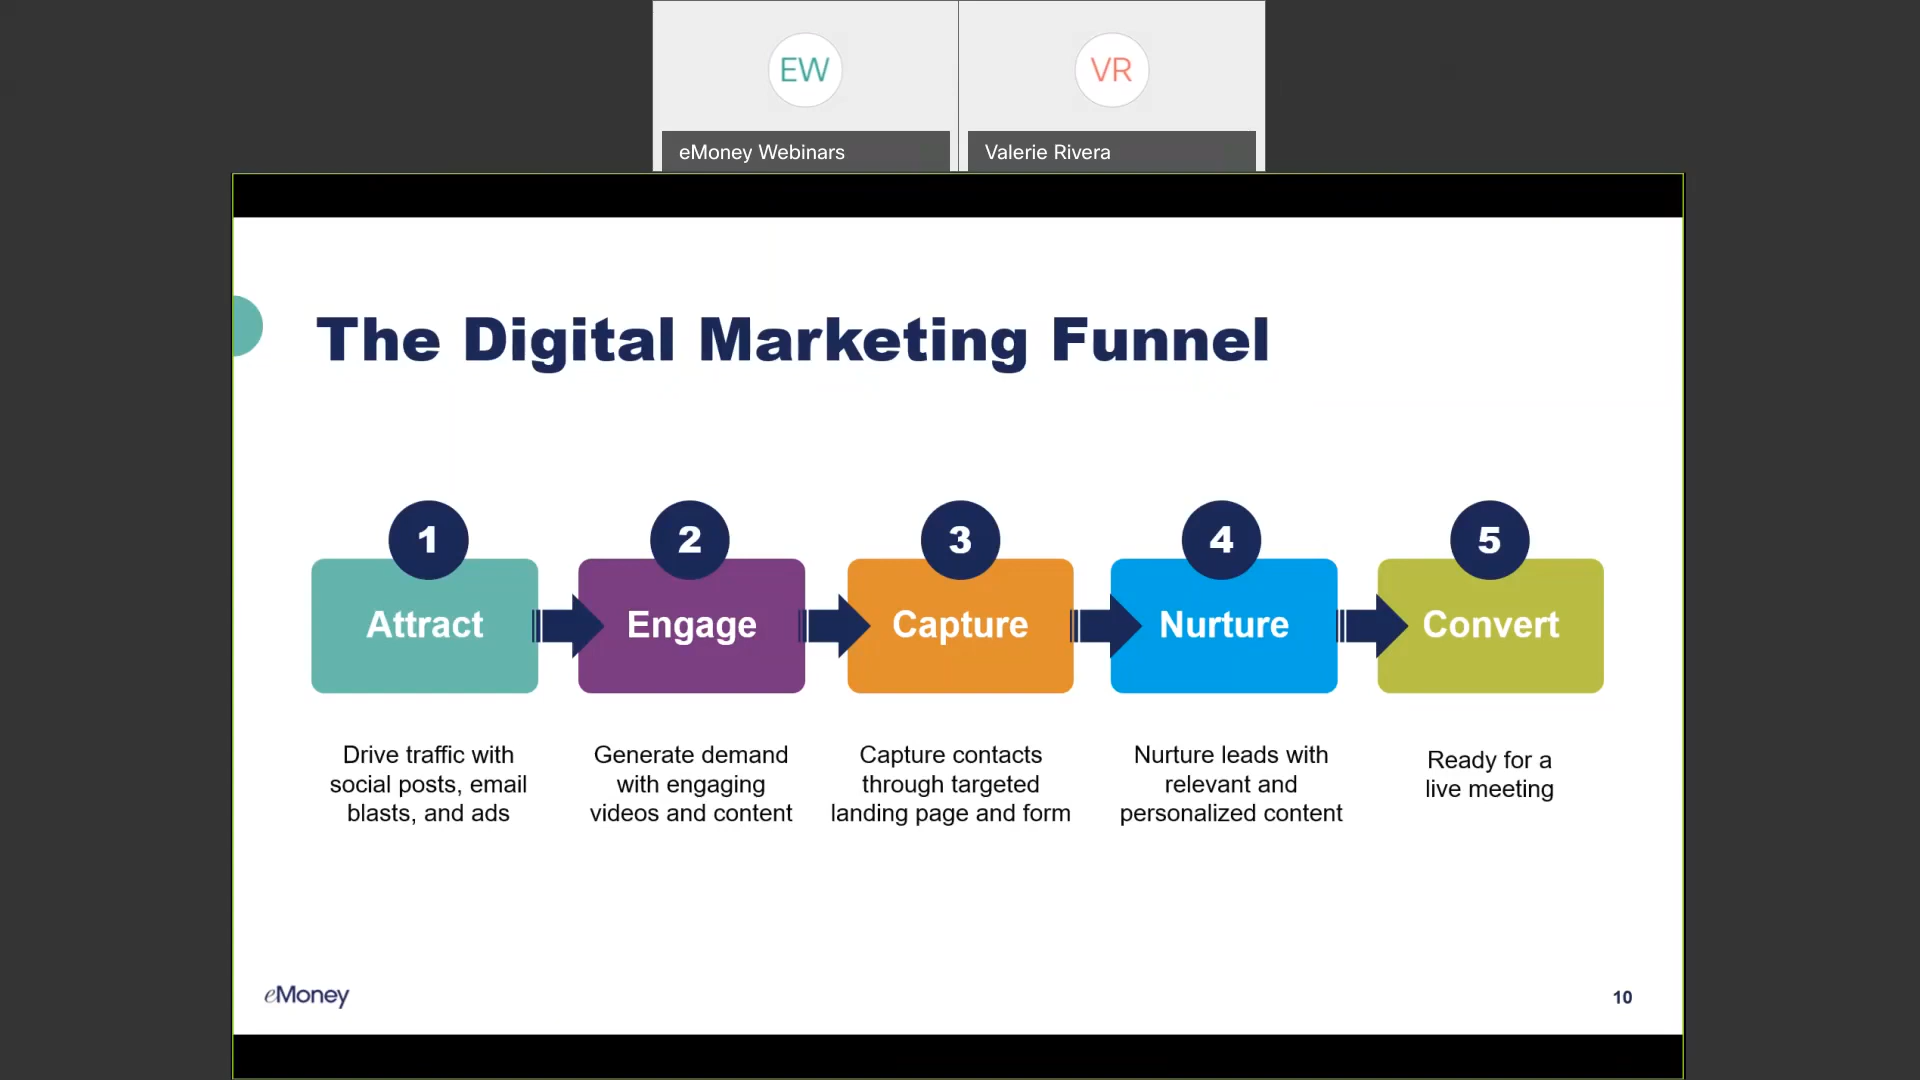 EW
VR
eMoney Webinars
Valerie Rivera
The Digital Marketing Funnel
1
2
3
4
5
Attract
Engage
Capture
Nurture
Convert
Drive traffic with
social posts, email
blasts, and ads
Generate demand
with engaging
videos and content
Capture contacts
through targeted
landing page and form
Nurture leads with
relevant and
personalized content
Ready for a
live meeting
eMoney
10